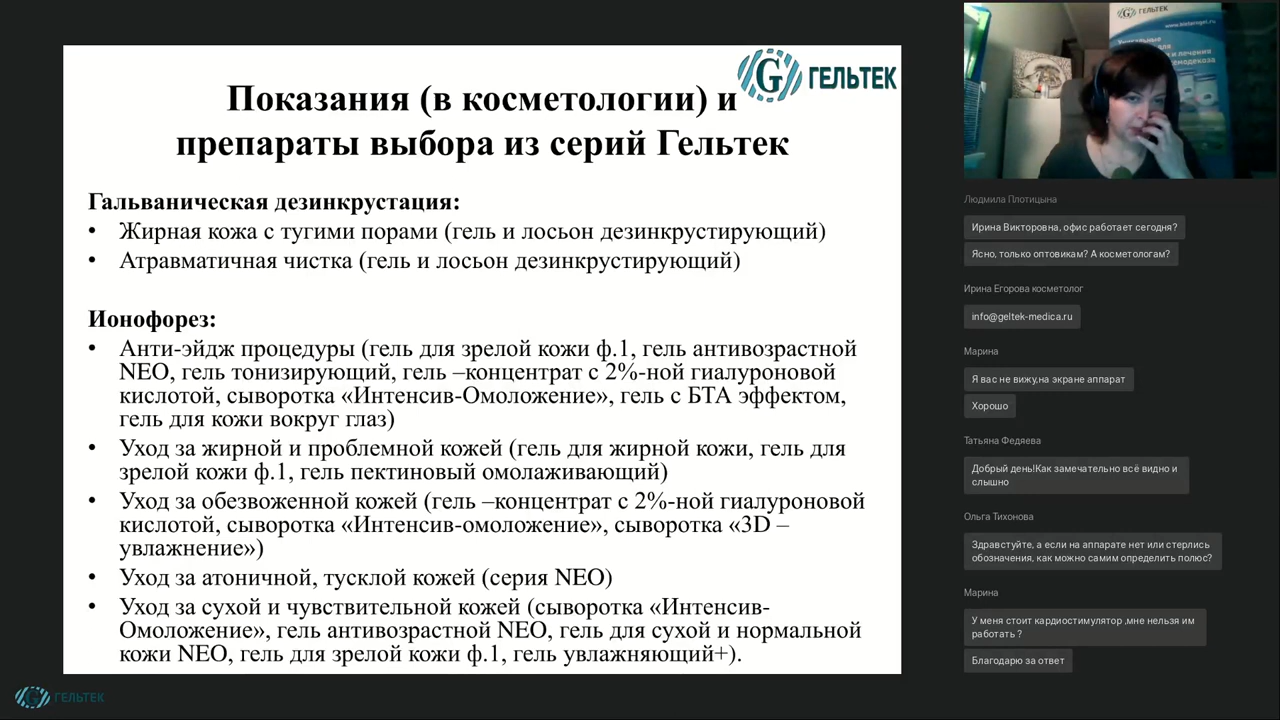 ГЕЛЬТЕК
Показания (в косметологии) и
препараты выбора из серий Гельтек
Гальваническая дезинкрустация:
• Жирная кожа с тугими порами (гель и лосьон дезинкрустирующий)
• Атравматичная чистка (гель и лосьон дезинкрустирующий)
Ионофорез:
• Анти-эйдж процедуры (гель для зрелой кожи ф.1, гель антивозрастной
NEO, гель тонизирующий, гель –концентрат с 2%-ной гиалуроновой
кислотой, сыворотка «Интенсив-Омоложение», гель с БТА эффектом,
гель для кожи вокруг глаз)
• Уход за жирной и проблемной кожей (гель для жирной кожи, гель для
зрелой кожи ф.1, гель пектиновый омолаживающий)
• Уход за обезвоженной кожей (гель –концентрат с 2%-ной гиалуроновой
кислотой, сыворотка «Интенсив-омоложение», сыворотка «3D –
увлажнение»)
• Уход за атоничной, тусклой кожей (серия NEO)
• Уход за сухой и чувствительной кожей (сыворотка «Интенсив-
Омоложение», гель антивозрастной NEO, гель для сухой и нормальной
кожи NEO, гель для зрелой кожи ф.1, гель увлажняющий+).
ГЕЛЬТЕК
ГЕЛЬТЕК
Людмила Плотицына
Ирина Викторовна, офис работает сегодня?
Ясно, только оптовикам? А косметологам?
Ирина Егорова косметолог
info@geltek-medica.ru
Марина
Я вас не вижу,на экране аппарат
Хорошо
Татьяна Федяева
Добрый день!Как замечательно всё видно и
слышно
Ольга Тихонова
Здравстуйте, а если на аппарате нет или стерлись
обозначения, как можно самим определить полюс?
Марина
У меня стоит кардиостимулятор ,мне нельзя им
работать ?
Благодарю за ответ